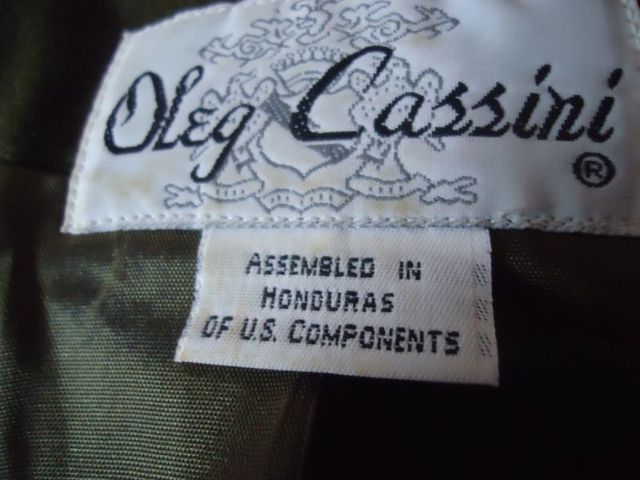 Oleg Cassini
®
ASSEMBLED IN
HONDURAS
OF U.S. COMPONENTS